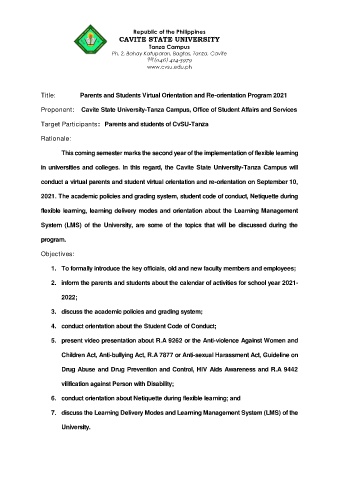 Republic of the Philippines
CAVITE STATE UNIVERSITY
Tanza Campus
Ph. 2, Bahay Katuparan, Bagtas, Tanza, Cavite
☎ (046) 414-3979
www.cvsu.edu.ph
Title: Parents and Students Virtual Orientation and Re-orientation Program 2021
Proponent: Cavite State University-Tanza Campus, Office of Student Affairs and Services
Target Participants: Parents and students of CvSU-Tanza
Rationale:
This coming semester marks the second year of the implementation of flexible learning
in universities and colleges. In this regard, the Cavite State University-Tanza Campus will
conduct a virtual parents and student virtual orientation and re-orientation on September 10,
2021. The academic policies and grading system, student code of conduct, Netiquette during
flexible learning, learning delivery modes and orientation about the Learning Management
System (LMS) of the University, are some of the topics that will be discussed during the
program.
Objectives:
1. To formally introduce the key officials, old and new faculty members and employees;
2. inform the parents and students about the calendar of activities for school year 2021-
2022;
3. discuss the academic policies and grading system;
4. conduct orientation about the Student Code of Conduct;
5. present video presentation about R.A 9262 or the Anti-violence Against Women and
Children Act, Anti-bullying Act, R.A 7877 or Anti-sexual Harassment Act, Guideline on
Drug Abuse and Drug Prevention and Control, HIV Aids Awareness and R.A 9442
vilification against Person with Disability;
6. conduct orientation about Netiquette during flexible learning; and
7. discuss the Learning Delivery Modes and Learning Management System (LMS) of the
University.